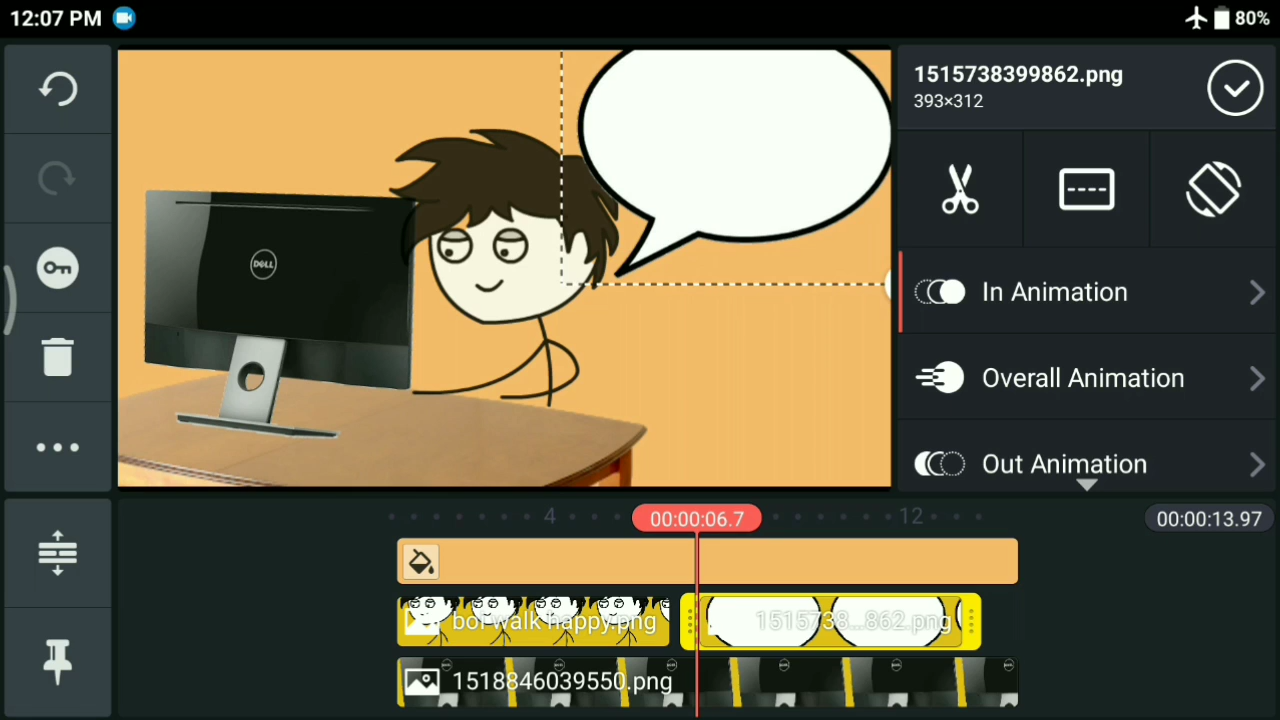 12:07 PM
80%
1515738399862.png
393×312
In Animation
Overall Animation
Out Animation
DELL
4
00:00:06.7
12
00:00:13.97
boi walk happy.png
1515738...862.png
1518846039550.png